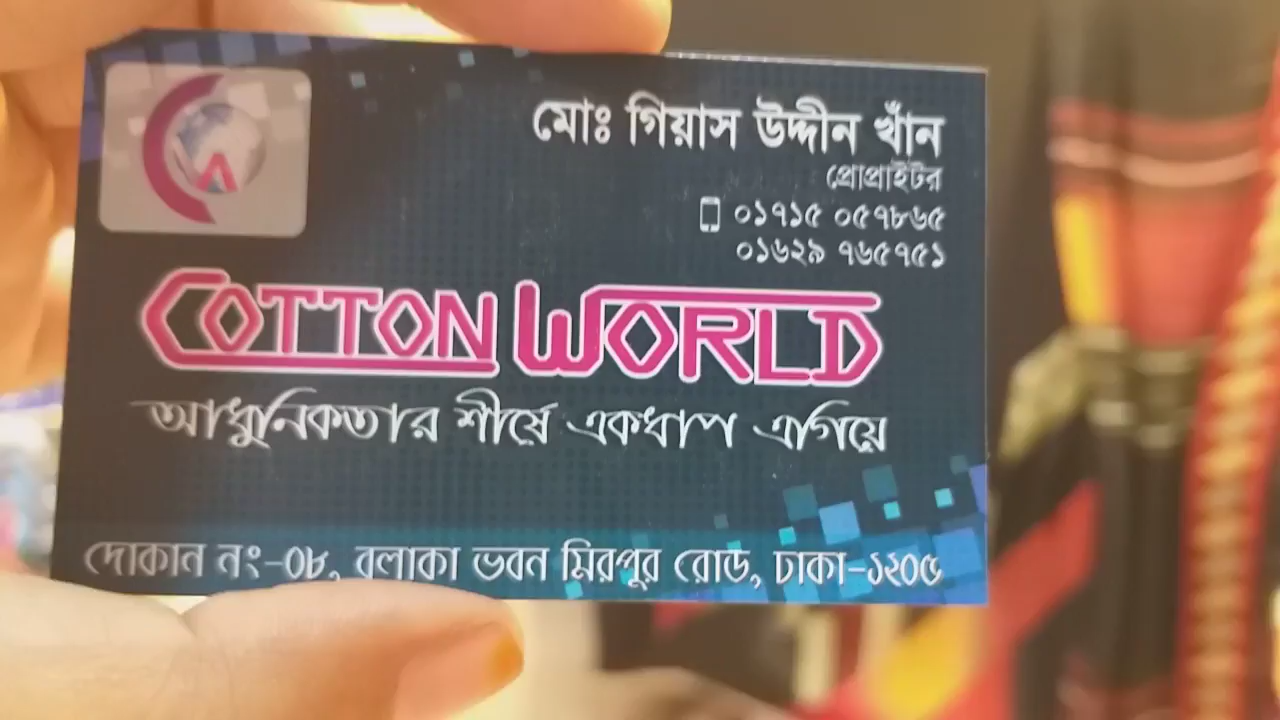 মোঃ গিয়াস উদ্দীন খাঁন
প্রোপ্রাইটর
০১৭১৫ ০৫৭৮৬৫
০১৬২৯ ৭৬৫৭৫১
COTTON WORLD
আধুনিকতার শীর্ষে একধাপ এগিয়ে
দোকান নং-০৮, বলাকা ভবন মিরপুর রোড, ঢাকা-১২০৫